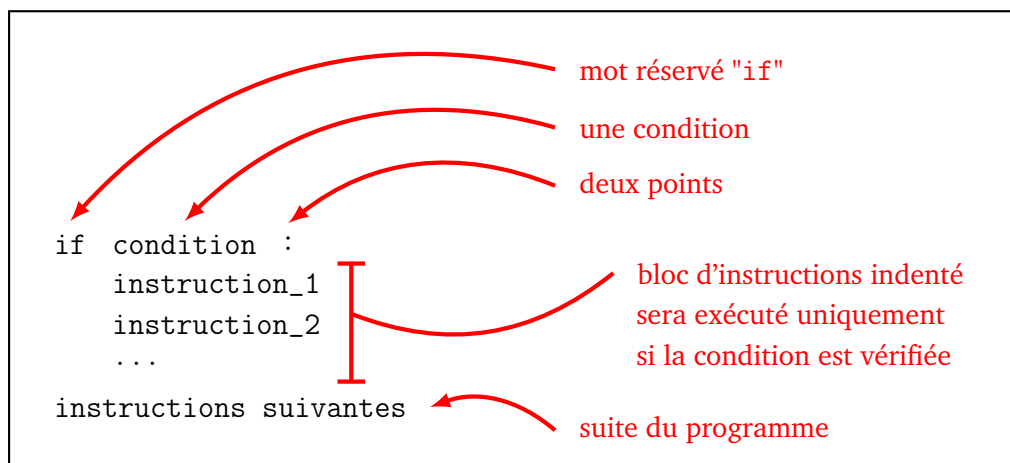 mot réservé "if"
une condition
deux points
if condition :
instruction_1
instruction_2
...
instructions suivantes
bloc d'instructions indenté
sera exécuté uniquement
si la condition est vérifiée
suite du programme